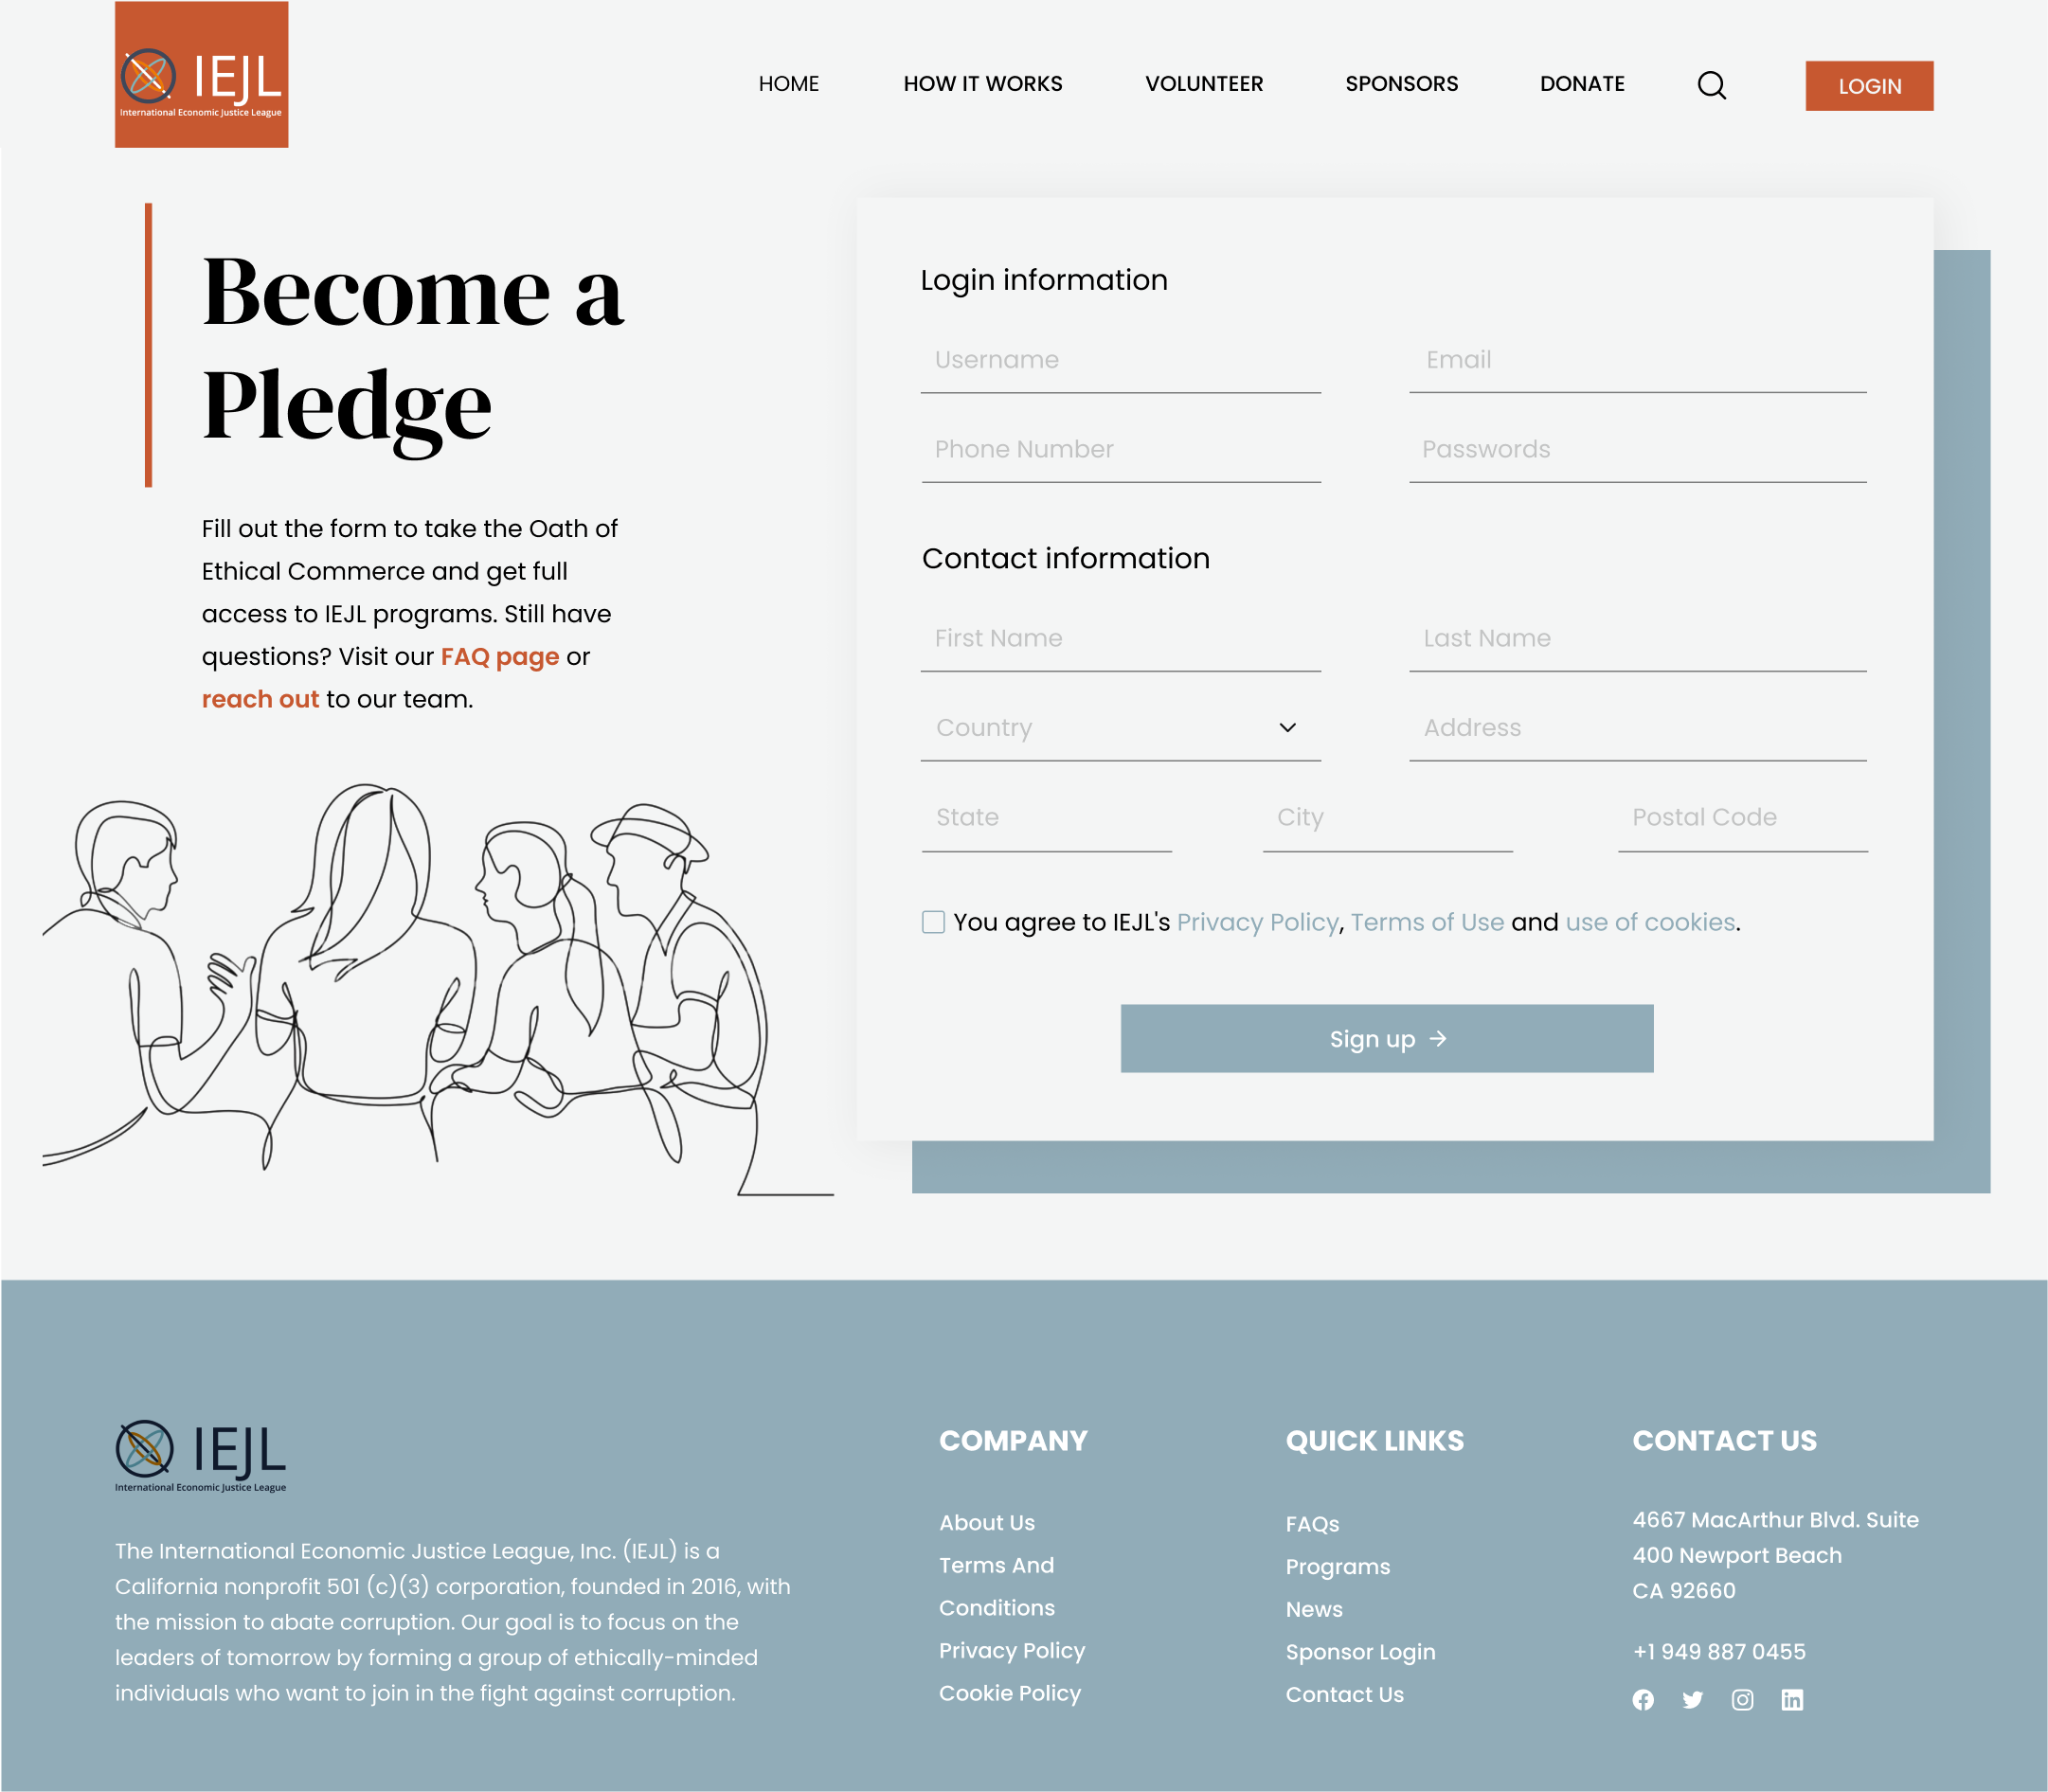 IEJL
International Economic Justice League
HOME
HOW IT WORKS
VOLUNTEER
SPONSORS
DONATE
LOGIN
Become a
Pledge
Fill out the form to take the Oath of
Ethical Commerce and get full
access to IEJL programs. Still have
questions? Visit our FAQ page or
reach out to our team.
Login information
Username
Email
Phone Number
Passwords
Contact information
First Name
Last Name
Country
Address
State
City
Postal Code
You agree to IEJL's Privacy Policy, Terms of Use and use of cookies.
Sign up →
IEJL
International Economic Justice League
The International Economic Justice League, Inc. (IEJL) is a
California nonprofit 501 (c)(3) corporation, founded in 2016, with
the mission to abate corruption. Our goal is to focus on the
leaders of tomorrow by forming a group of ethically-minded
individuals who want to join in the fight against corruption.
COMPANY
About Us
Terms And
Conditions
Privacy Policy
Cookie Policy
QUICK LINKS
FAQs
Programs
News
Sponsor Login
Contact Us
CONTACT US
4667 MacArthur Blvd. Suite
400 Newport Beach
CA 92660
+1 949 887 0455